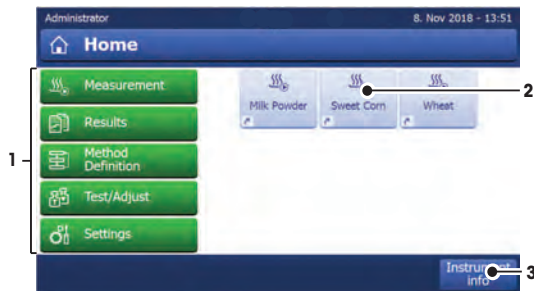 Administrator
8. Nov 2018 - 13:51
Home
1
Measurement
Results
Method
Definition
Test/Adjust
Settings
Milk Powder
Sweet Corn
Wheat
2
Instrument
info
3